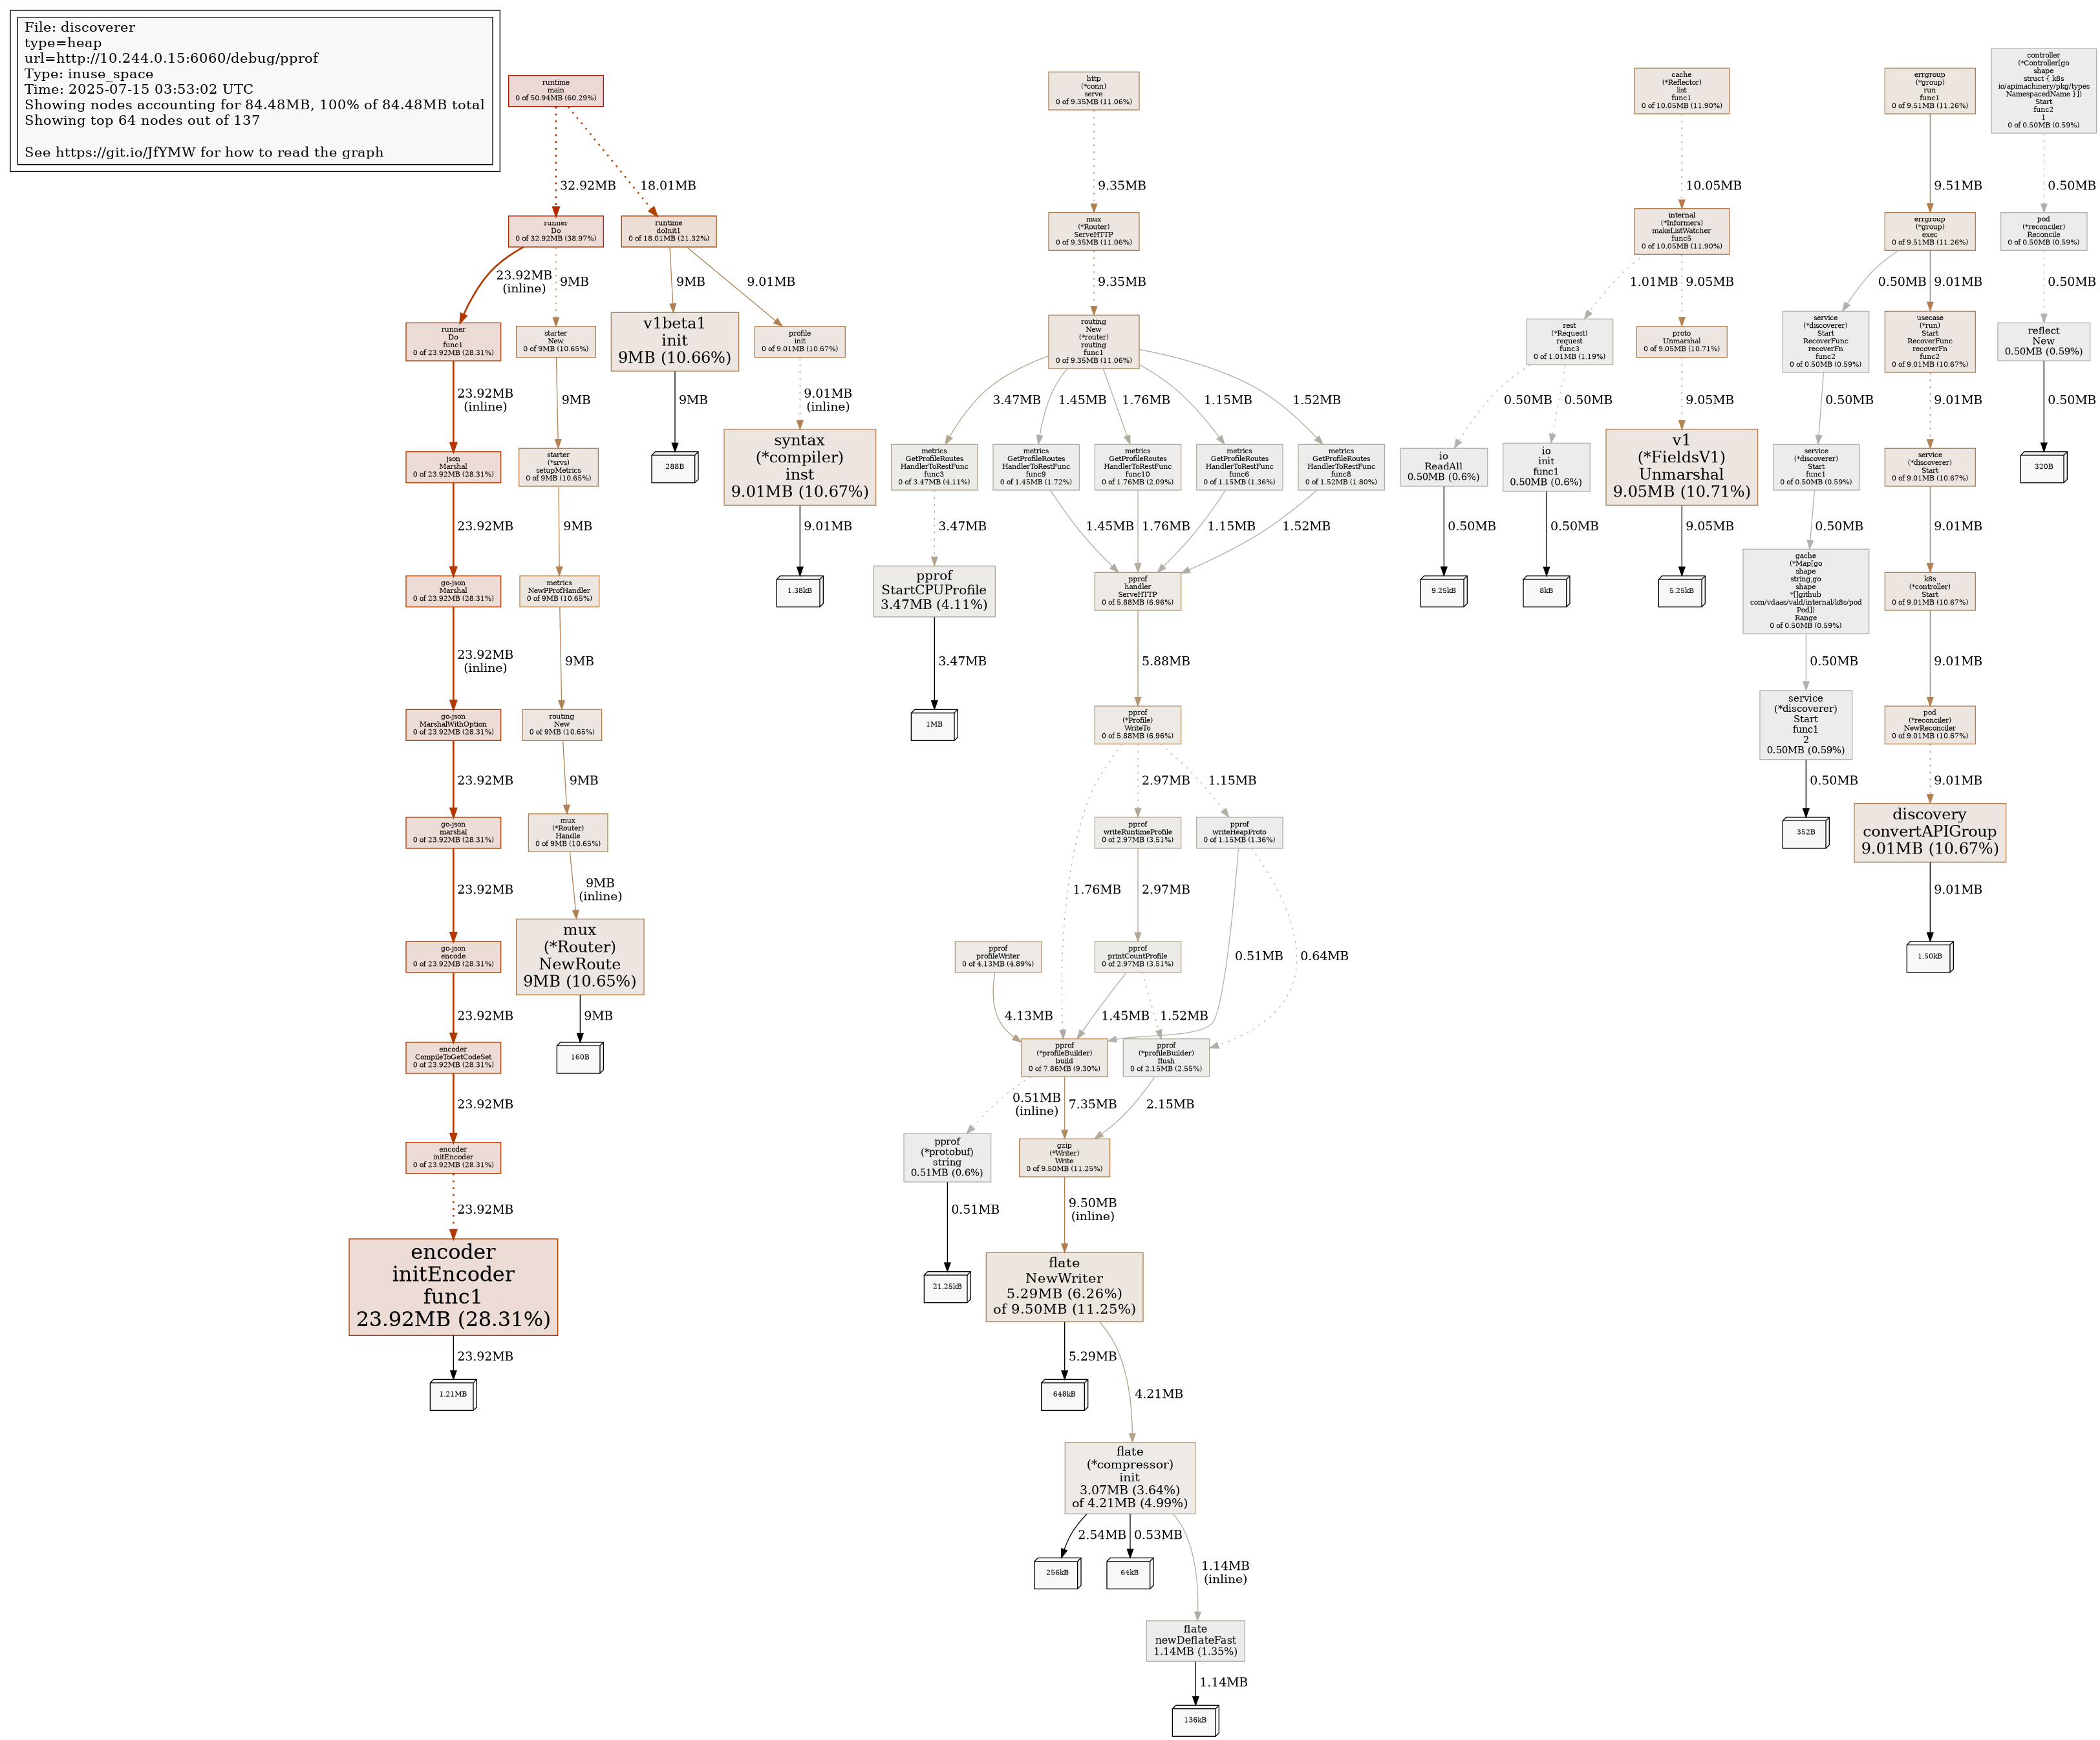 File: discoverer
type=heap
url=http://10.244.0.15:6060/debug/pprof
Type: inuse_space
Time: 2025-07-15 03:53:02 UTC
Showing nodes accounting for 84.48MB, 100% of 84.48MB total
Showing top 64 nodes out of 137
See https://git.io/JfYMW for how to read the graph
runtime
main
0 of 50.94MB (60.29%)
32.92MB
18.01MB
runner
Do
0 of 32.92MB (38.97%)
runtime
doInit1
0 of 18.01MB (21.32%)
23.92MB
(inline)
9MB
9MB
9.01MB
runner
Do
func1
0 of 23.92MB (28.31%)
starter
New
0 of 9MB (10.65%)
v1beta1
init
9MB (10.66%)
profile
init
0 of 9.01MB (10.67%)
23.92MB
(inline)
9MB
9MB
9.01MB
(inline)
json
Marshal
0 of 23.92MB (28.31%)
starter
(*srvs)
setupMetrics
0 of 9MB (10.65%)
288B
syntax
(*compiler)
inst
9.01MB (10.67%)
23.92MB
9MB
9.01MB
go-json
Marshal
0 of 23.92MB (28.31%)
metrics
NewPProfHandler
0 of 9MB (10.65%)
1.38kB
23.92MB
(inline)
9MB
go-json
MarshalWithOption
0 of 23.92MB (28.31%)
routing
New
0 of 9MB (10.65%)
23.92MB
9MB
go-json
marshal
0 of 23.92MB (28.31%)
mux
(*Router)
Handle
0 of 9MB (10.65%)
23.92MB
9MB
(inline)
go-json
encode
0 of 23.92MB (28.31%)
mux
(*Router)
NewRoute
9MB (10.65%)
23.92MB
9MB
encoder
CompileToGetCodeSet
0 of 23.92MB (28.31%)
160B
23.92MB
encoder
initEncoder
0 of 23.92MB (28.31%)
23.92MB
encoder
initEncoder
func1
23.92MB (28.31%)
23.92MB
1.21MB
http
(*conn)
serve
0 of 9.35MB (11.06%)
9.35MB
mux
(*Router)
ServeHTTP
0 of 9.35MB (11.06%)
9.35MB
routing
New
(*router)
routing
func1
0 of 9.35MB (11.06%)
3.47MB
1.45MB
1.76MB
1.15MB
1.52MB
metrics
GetProfileRoutes
HandlerToRestFunc
func3
0 of 3.47MB (4.11%)
metrics
GetProfileRoutes
HandlerToRestFunc
func9
0 of 1.45MB (1.72%)
metrics
GetProfileRoutes
HandlerToRestFunc
func10
0 of 1.76MB (2.09%)
metrics
GetProfileRoutes
HandlerToRestFunc
func6
0 of 1.15MB (1.36%)
metrics
GetProfileRoutes
HandlerToRestFunc
func8
0 of 1.52MB (1.80%)
3.47MB
1.45MB
1.76MB
1.15MB
1.52MB
pprof
StartCPUProfile
3.47MB (4.11%)
pprof
handler
ServeHTTP
0 of 5.88MB (6.96%)
3.47MB
5.88MB
1MB
pprof
(*Profile)
WriteTo
0 of 5.88MB (6.96%)
2.97MB
1.15MB
pprof
writeRuntimeProfile
0 of 2.97MB (3.51%)
pprof
writeHeapProto
0 of 1.15MB (1.36%)
1.76MB
2.97MB
pprof
profileWriter
0 of 4.13MB (4.89%)
pprof
printCountProfile
0 of 2.97MB (3.51%)
0.51MB
0.64MB
4.13MB
1.45MB
1.52MB
pprof
(*profileBuilder)
build
0 of 7.86MB (9.30%)
pprof
(*profileBuilder)
flush
0 of 2.15MB (2.55%)
0.51MB
(inline)
7.35MB
2.15MB
pprof
(*protobuf)
string
0.51MB (0.6%)
gzip
(*Writer)
Write
0 of 9.50MB (11.25%)
0.51MB
9.50MB
(inline)
21.25kB
flate
NewWriter
5.29MB (6.26%)
of 9.50MB (11.25%)
5.29MB
4.21MB
648kB
flate
(*compressor)
init
3.07MB (3.64%)
of 4.21MB (4.99%)
2.54MB
0.53MB
1.14MB
(inline)
256kB
64kB
flate
newDeflateFast
1.14MB (1.35%)
1.14MB
136kB
cache
(*Reflector)
list
func1
0 of 10.05MB (11.90%)
10.05MB
internal
(*Informers)
makeListWatcher
func5
0 of 10.05MB (11.90%)
1.01MB
9.05MB
rest
(*Request)
request
func3
0 of 1.01MB (1.19%)
proto
Unmarshal
0 of 9.05MB (10.71%)
0.50MB
0.50MB
9.05MB
io
ReadAll
0.50MB (0.6%)
io
init
func1
0.50MB (0.6%)
v1
(*FieldsV1)
Unmarshal
9.05MB (10.71%)
0.50MB
0.50MB
9.05MB
9.25kB
8kB
5.25kB
errgroup
(*group)
run
func1
0 of 9.51MB (11.26%)
9.51MB
errgroup
(*group)
exec
0 of 9.51MB (11.26%)
0.50MB
9.01MB
service
(*discoverer)
Start
RecoverFunc
recoverFn
func2
0 of 0.50MB (0.59%)
usecase
(*run)
Start
RecoverFunc
recoverFn
func2
0 of 9.01MB (10.67%)
0.50MB
9.01MB
service
(*discoverer)
Start
func1
0 of 0.50MB (0.59%)
service
(*discoverer)
Start
0 of 9.01MB (10.67%)
0.50MB
9.01MB
gache
(*Map[go
shape
string,go
shape
*[]github
com/vdaas/vald/internal/k8s/pod
Pod])
Range
0 of 0.50MB (0.59%)
k8s
(*controller)
Start
0 of 9.01MB (10.67%)
0.50MB
9.01MB
service
(*discoverer)
Start
func1
2
0.50MB (0.59%)
pod
(*reconciler)
NewReconciler
0 of 9.01MB (10.67%)
0.50MB
9.01MB
352B
discovery
convertAPIGroup
9.01MB (10.67%)
9.01MB
1.50kB
controller
(*Controller[go
shape
struct { k8s
io/apimachinery/pkg/types
NamespacedName }])
Start
func2
1
0 of 0.50MB (0.59%)
0.50MB
pod
(*reconciler)
Reconcile
0 of 0.50MB (0.59%)
0.50MB
reflect
New
0.50MB (0.59%)
0.50MB
320B